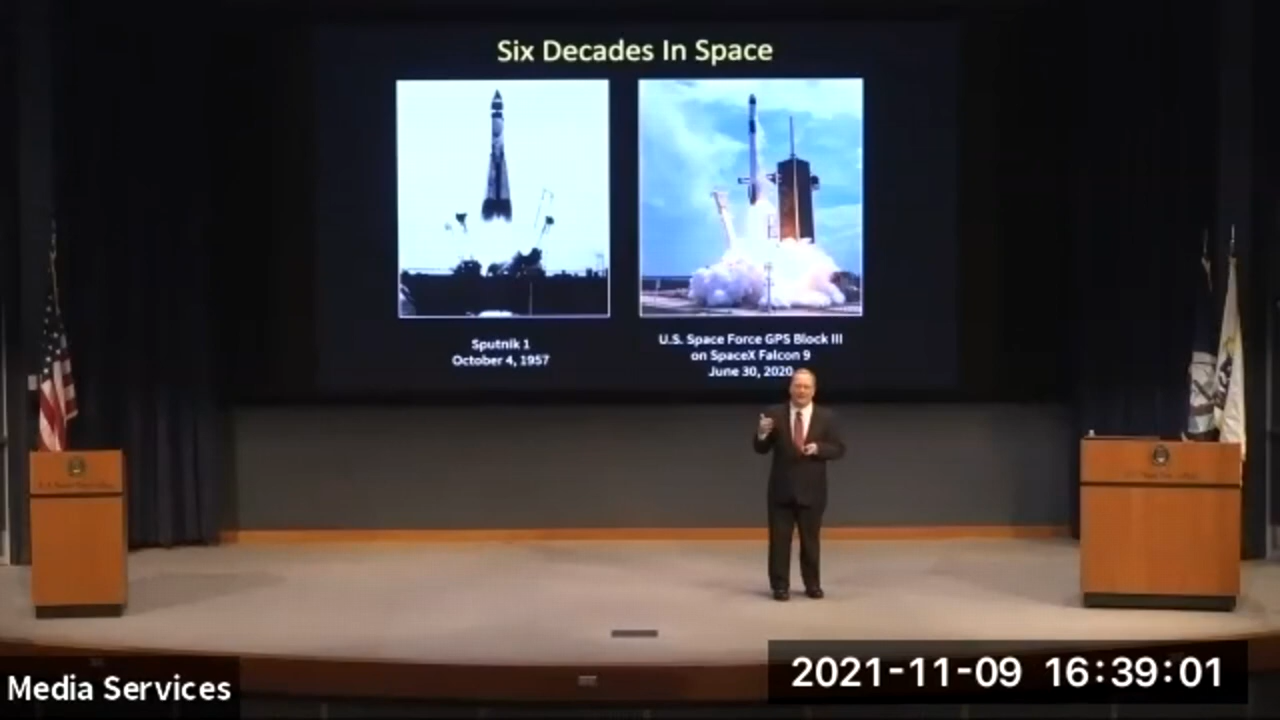 Six Decades In Space
Sputnik 1
October 4, 1957
U.S. Space Force GPS Block III
on SpaceX Falcon 9
June 30, 2020
Media Services
2021-11-09 16:39:01